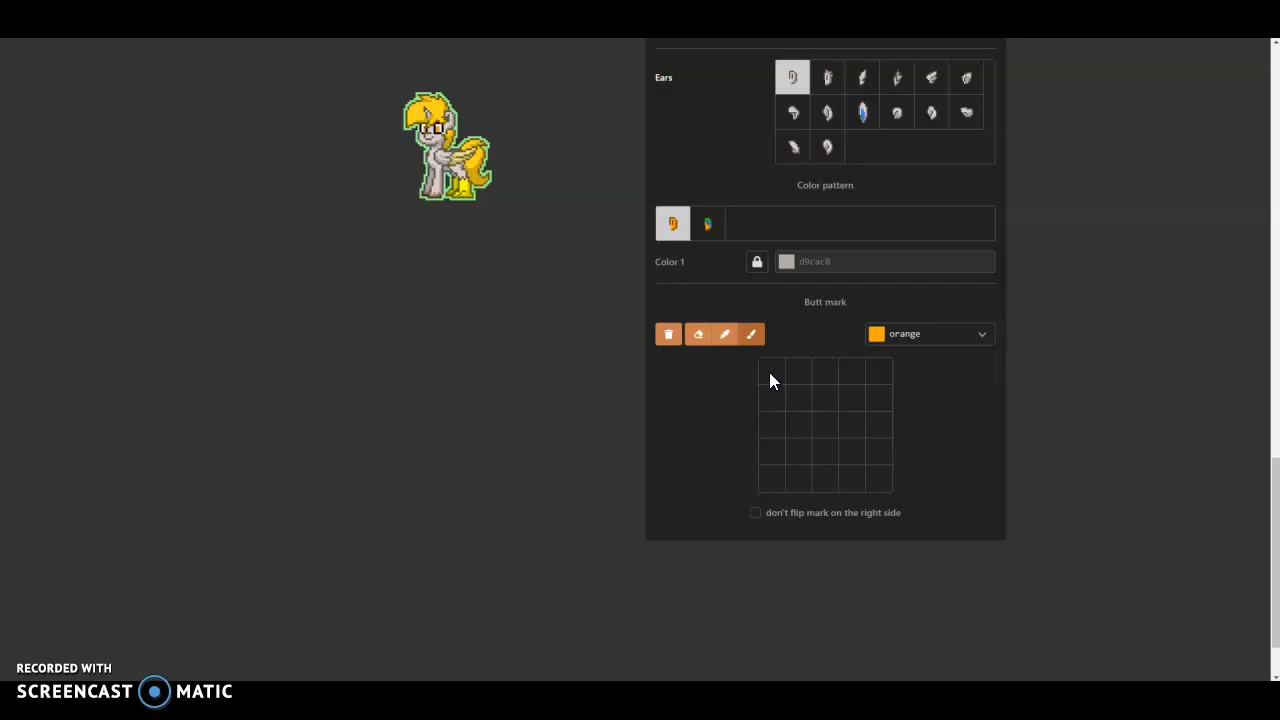 Ears
Color pattern
Color 1
d9cac8
Butt mark
orange
don't flip mark on the right side
RECORDED WITH
SCREENCAST MATIC